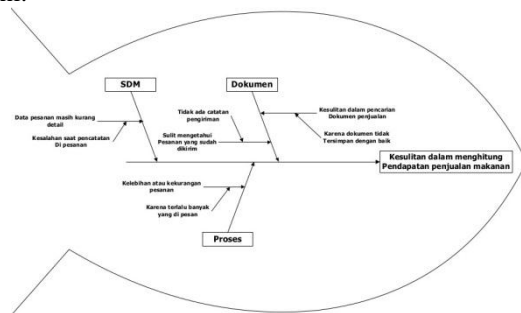 SDM
Dokumen
Data pesanan masih kurang
detail
Kesalahan saat pencatatan
Di pesanan
Tidak ada catatan
pengiriman
Sulit mengetahui
Pesanan yang sudah
dikirim
Kesulitan dalam pencarian
Dokumen penjualan
Karena dokumen tidak
Tersimpan dengan baik
Kesulitan dalam menghitung
Pendapatan penjualan makanan
Kelebihan atau kekurangan
pesanan
Karena terlalu banyak
yang di pesan
Proses